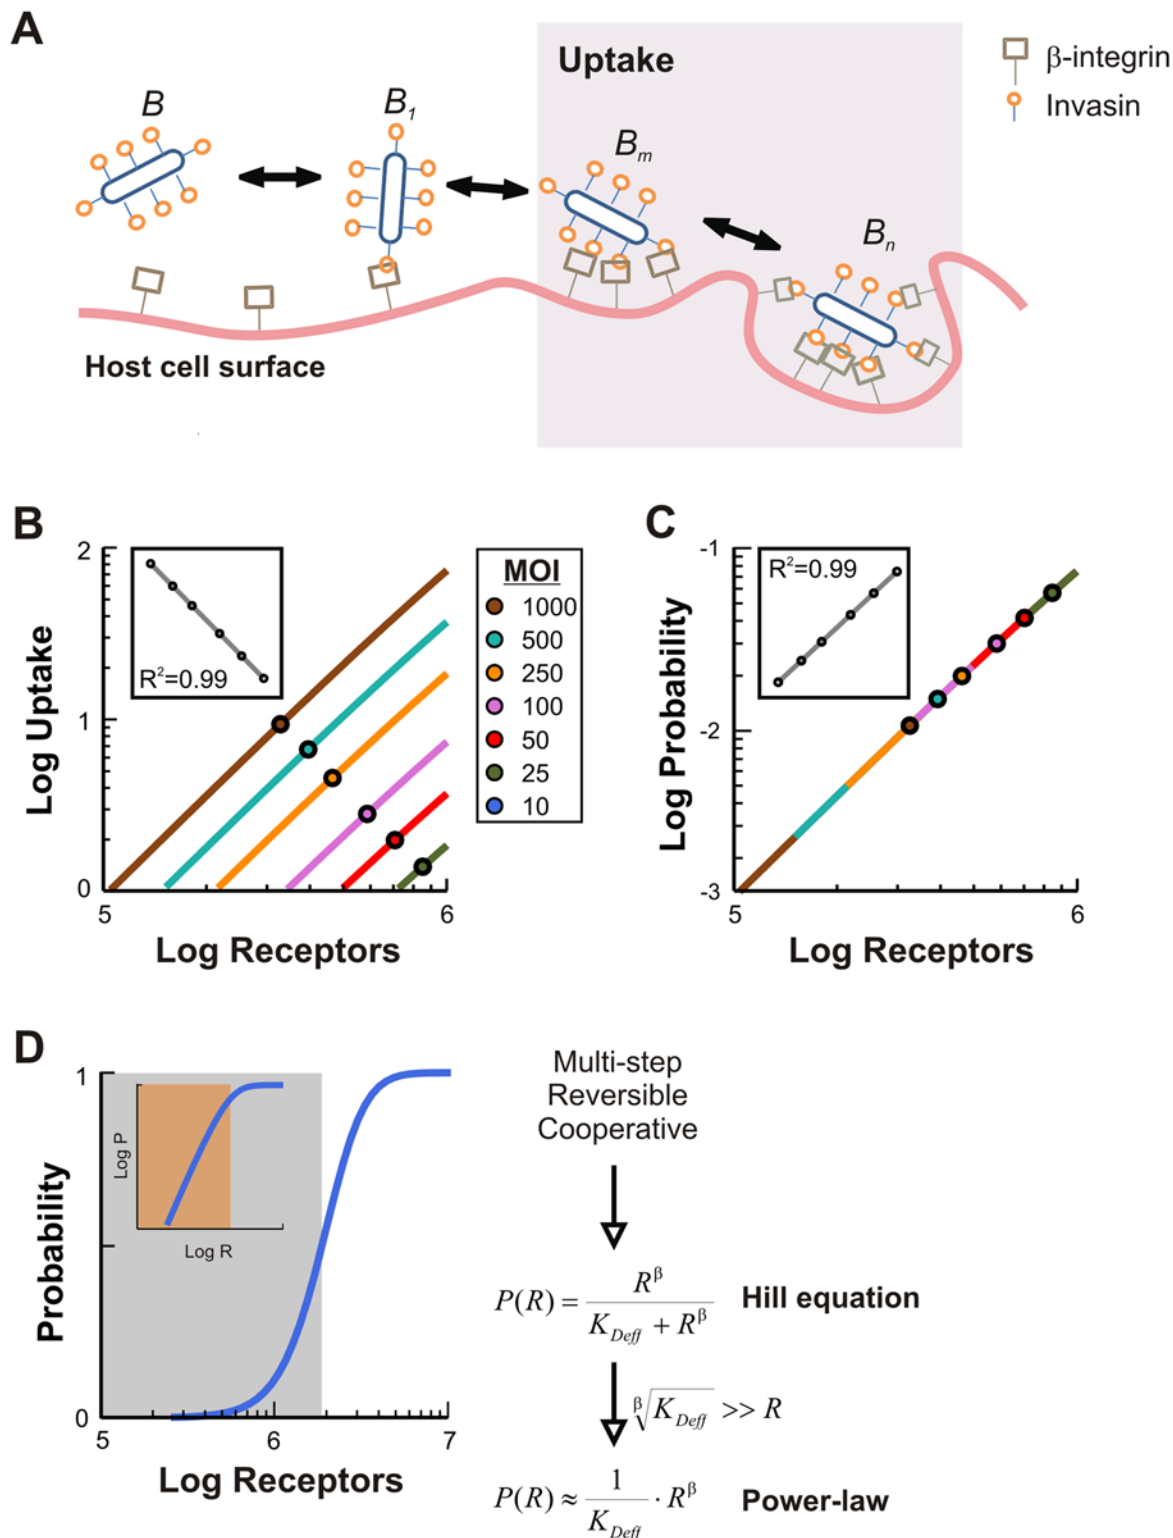 A
Uptake
β-integrin
Invasin
B
B₁
Bₘ
Bₙ
Host cell surface
B
2
1
0
5
6
Log Uptake
Log Receptors
R²=0.99
MOI
1000
500
250
100
50
25
10
C
-1
-2
-3
5
6
Log Probability
Log Receptors
R²=0.99
D
1
0
5
6
7
Probability
Log Receptors
Log P
Log R
Multi-step
Reversible
Cooperative
P(R) = R^β / (K_Deff + R^β) Hill equation
β√K_Deff >> R
P(R) ≈ 1/K_Deff · R^β Power-law